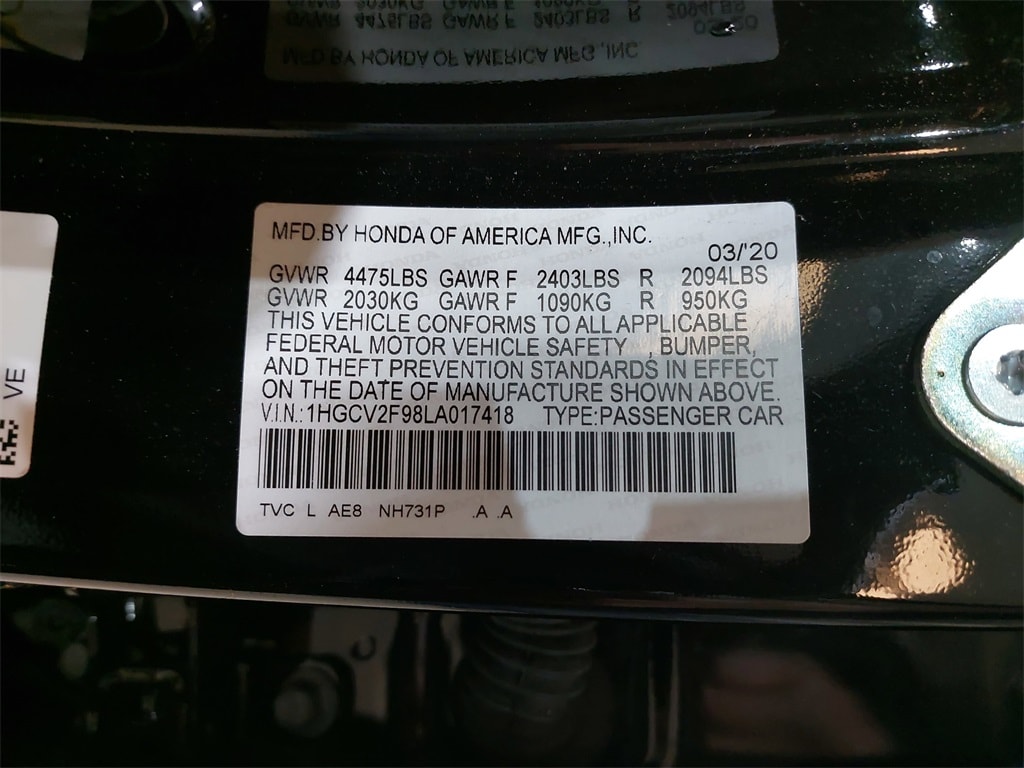 MFD.BY HONDA OF AMERICA MFG.,INC.
03/'20
GVWR 4475LBS GAWR F 2403LBS R 2094LBS
GVWR 2030KG GAWR F 1090KG R 950KG
THIS VEHICLE CONFORMS TO ALL APPLICABLE
FEDERAL MOTOR VEHICLE SAFETY , BUMPER,
AND THEFT PREVENTION STANDARDS IN EFFECT
ON THE DATE OF MANUFACTURE SHOWN ABOVE.
V.I.N.:1HGCV2F98LA017418 TYPE:PASSENGER CAR
TVC L AE8 NH731P .A .A
VE